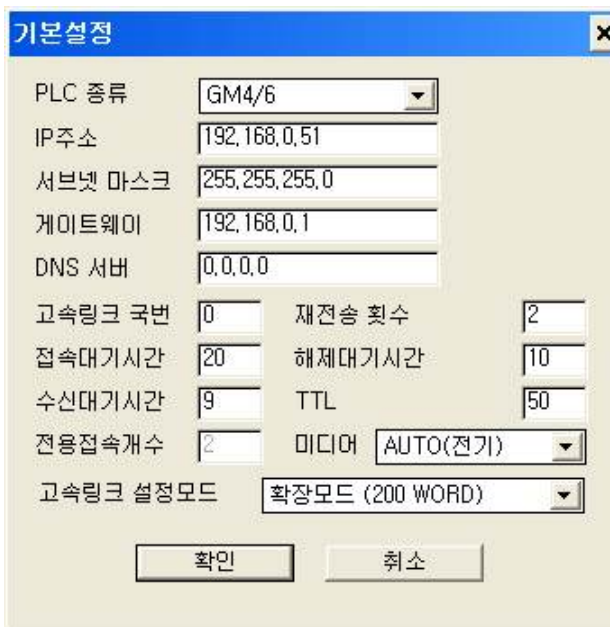 기본설정
PLC 종류 GM4/6
IP주소 192,168,0,51
서브넷 마스크 255,255,255,0
게이트웨이 192,168,0,1
DNS 서버 0,0,0,0
고속링크 국번 0 재전송 횟수 2
접속대기시간 20 해제대기시간 10
수신대기시간 9 TTL 50
전용접속개수 2 미디어 AUTO(전기)
고속링크 설정모드 확장모드 (200 WORD)
확인 취소